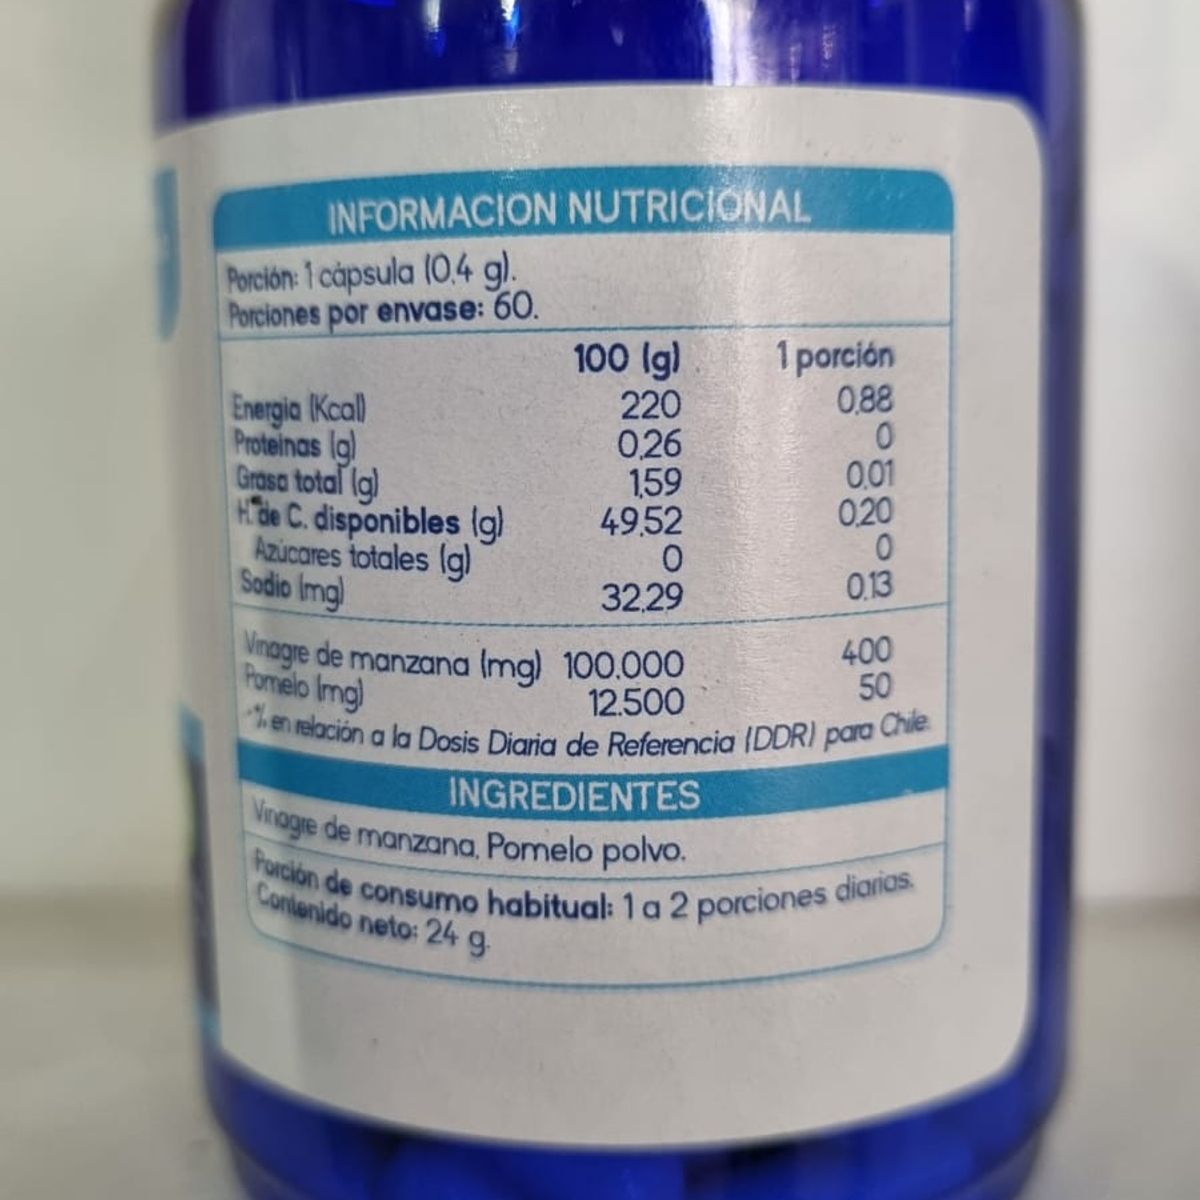 INFORMACION NUTRICIONAL
Porción: 1 cápsula (0,4 g).
Porciones por envase: 60.
100 (g) 1 porción
Energia (Kcal) 220 0,88
Proteinas (g) 0,26 0
Grasa total (g) 1,59 0,01
H. de C. disponibles (g) 49,52 0,20
Azúcares totales (g) 0 0
Sodio (mg) 32,29 0,13
Vinagre de manzana (mg) 100.000 400
Pomelo (mg) 12.500 50
*% en relación a la Dosis Diaria de Referencia (DDR) para Chile.
INGREDIENTES
Vinagre de manzana, Pomelo polvo.
Porción de consumo habitual: 1 a 2 porciones diarias.
Contenido neto: 24 g.